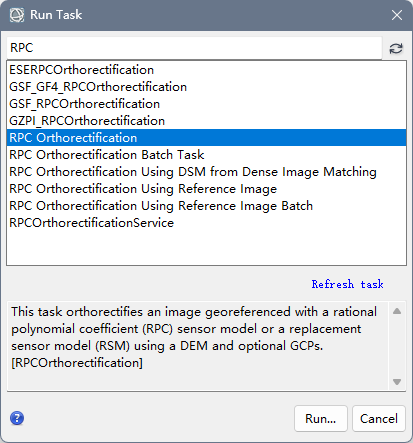 Run Task
RPC
ESERPCOrthorectification
GSF_GF4_RPCOrthorectification
GSF_RPCOrthorectification
GZPI_RPCOrthorectification
RPC Orthorectification
RPC Orthorectification Batch Task
RPC Orthorectification Using DSM from Dense Image Matching
RPC Orthorectification Using Reference Image
RPC Orthorectification Using Reference Image Batch
RPCOrthorectificationService
Refresh task
This task orthorectifies an image georeferenced with a rational
polynomial coefficient (RPC) sensor model or a replacement
sensor model (RSM) using a DEM and optional GCPs.
[RPCOrthorectification]
?
Run...
Cancel